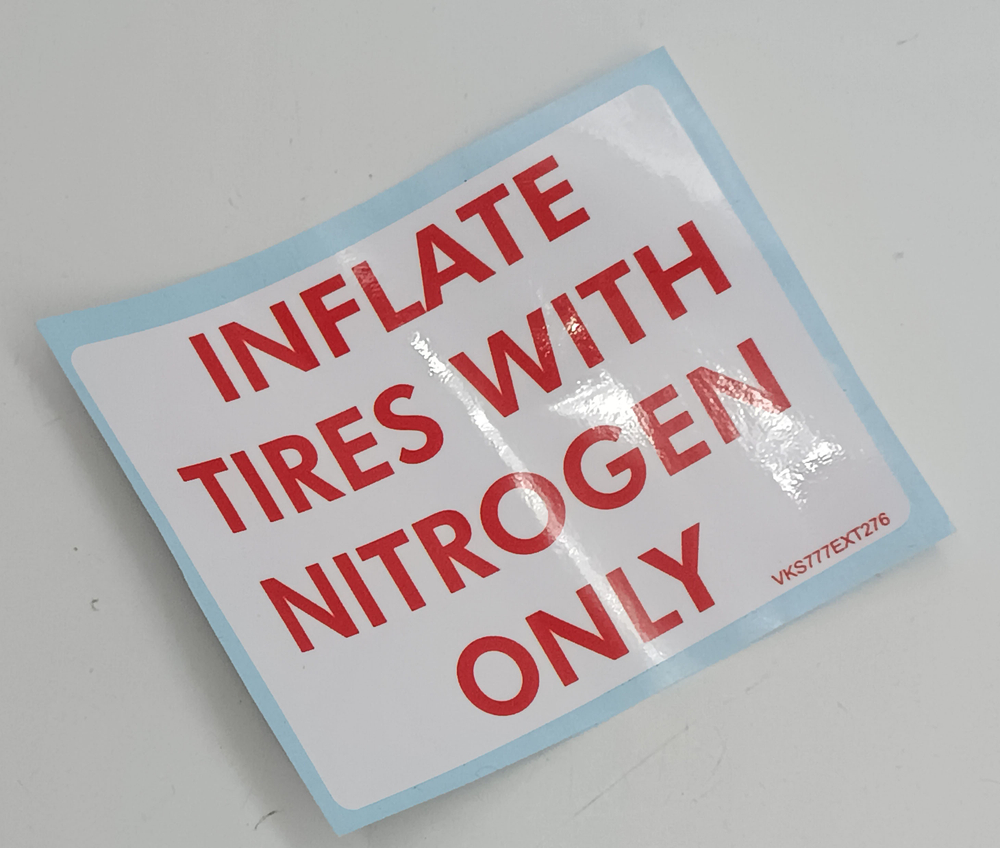 INFLATE
TIRES WITH
NITROGEN
ONLY
VKS777EXT276